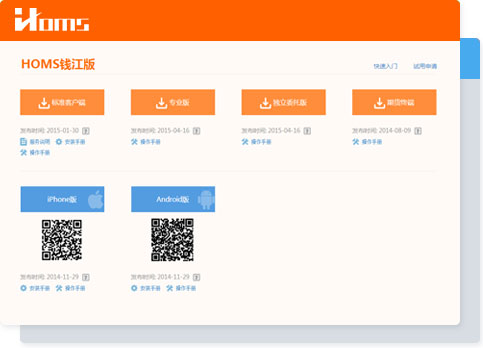 Homs
HOMS钱江版
快速入门 试用申请
标准客户端 专业版 独立委托版 期货终端
发布时间: 2015-01-30 发布时间: 2015-04-16 发布时间: 2015-04-16 发布时间: 2014-08-09
服务说明 安装手册 操作手册 操作手册 操作手册
操作手册
iPhone版 Android版
发布时间: 2014-11-29 发布时间: 2014-11-29
安装手册 操作手册 安装手册 操作手册